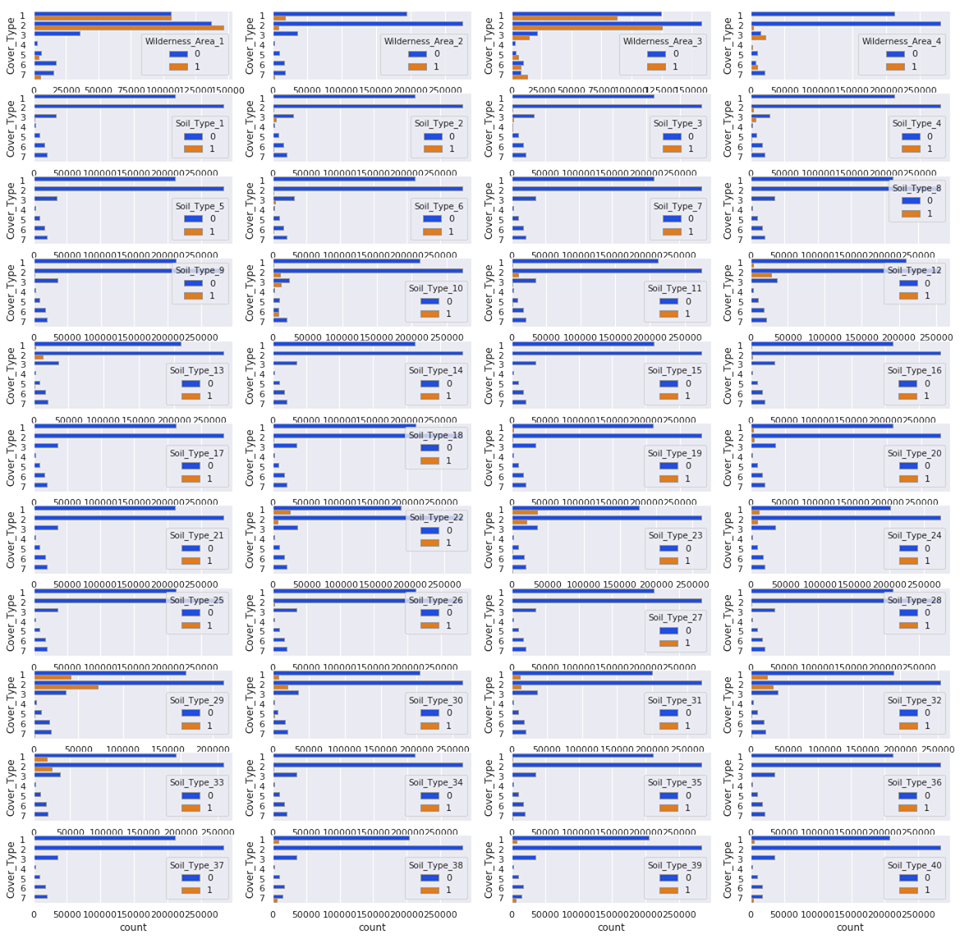 Cover_Type 1 2 3 4 5 6 7 Wilderness_Area_1 0 1
Cover_Type 1 2 3 4 5 6 7 Wilderness_Area_2 0 1
Cover_Type 1 2 3 4 5 6 7 Wilderness_Area_3 0 1
Cover_Type 1 2 3 4 5 6 7 Wilderness_Area_4 0 1
0 25000 50000 75000 100000 125000 150000
0 50000 100000 150000 200000 250000
0 25000 50000 75000 100000 125000 150000
0 50000 100000 150000 200000 250000
Cover_Type 1 2 3 4 5 6 7 Soil_Type_1 0 1
Cover_Type 1 2 3 4 5 6 7 Soil_Type_2 0 1
Cover_Type 1 2 3 4 5 6 7 Soil_Type_3 0 1
Cover_Type 1 2 3 4 5 6 7 Soil_Type_4 0 1
0 50000 100000 150000 200000 250000
0 50000 100000 150000 200000 250000
0 50000 100000 150000 200000 250000
0 50000 100000 150000 200000 250000
Cover_Type 1 2 3 4 5 6 7 Soil_Type_5 0 1
Cover_Type 1 2 3 4 5 6 7 Soil_Type_6 0 1
Cover_Type 1 2 3 4 5 6 7 Soil_Type_7 0 1
Cover_Type 1 2 3 4 5 6 7 Soil_Type_8 0 1
0 50000 100000 150000 200000 250000
0 50000 100000 150000 200000 250000
0 50000 100000 150000 200000 250000
0 50000 100000 150000 200000 250000
Cover_Type 1 2 3 4 5 6 7 Soil_Type_9 0 1
Cover_Type 1 2 3 4 5 6 7 Soil_Type_10 0 1
Cover_Type 1 2 3 4 5 6 7 Soil_Type_11 0 1
Cover_Type 1 2 3 4 5 6 7 Soil_Type_12 0 1
0 50000 100000 150000 200000 250000
0 50000 100000 150000 200000 250000
0 50000 100000 150000 200000 250000
0 50000 100000 150000 200000 250000
Cover_Type 1 2 3 4 5 6 7 Soil_Type_13 0 1
Cover_Type 1 2 3 4 5 6 7 Soil_Type_14 0 1
Cover_Type 1 2 3 4 5 6 7 Soil_Type_15 0 1
Cover_Type 1 2 3 4 5 6 7 Soil_Type_16 0 1
0 50000 100000 150000 200000 250000
0 50000 100000 150000 200000 250000
0 50000 100000 150000 200000 250000
0 50000 100000 150000 200000 250000
Cover_Type 1 2 3 4 5 6 7 Soil_Type_17 0 1
Cover_Type 1 2 3 4 5 6 7 Soil_Type_18 0 1
Cover_Type 1 2 3 4 5 6 7 Soil_Type_19 0 1
Cover_Type 1 2 3 4 5 6 7 Soil_Type_20 0 1
0 50000 100000 150000 200000 250000
0 50000 100000 150000 200000 250000
0 50000 100000 150000 200000 250000
0 50000 100000 150000 200000 250000
Cover_Type 1 2 3 4 5 6 7 Soil_Type_21 0 1
Cover_Type 1 2 3 4 5 6 7 Soil_Type_22 0 1
Cover_Type 1 2 3 4 5 6 7 Soil_Type_23 0 1
Cover_Type 1 2 3 4 5 6 7 Soil_Type_24 0 1
0 50000 100000 150000 200000 250000
0 50000 100000 150000 200000 250000
0 50000 100000 150000 200000 250000
0 50000 100000 150000 200000 250000
Cover_Type 1 2 3 4 5 6 7 Soil_Type_25 0 1
Cover_Type 1 2 3 4 5 6 7 Soil_Type_26 0 1
Cover_Type 1 2 3 4 5 6 7 Soil_Type_27 0 1
Cover_Type 1 2 3 4 5 6 7 Soil_Type_28 0 1
0 50000 100000 150000 200000 250000
0 50000 100000 150000 200000 250000
0 50000 100000 150000 200000 250000
0 50000 100000 150000 200000 250000
Cover_Type 1 2 3 4 5 6 7 Soil_Type_29 0 1
Cover_Type 1 2 3 4 5 6 7 Soil_Type_30 0 1
Cover_Type 1 2 3 4 5 6 7 Soil_Type_31 0 1
Cover_Type 1 2 3 4 5 6 7 Soil_Type_32 0 1
0 50000 100000 150000 200000
0 50000 100000 150000 200000 250000
0 50000 100000 150000 200000 250000
0 50000 100000 150000 200000 250000
Cover_Type 1 2 3 4 5 6 7 Soil_Type_33 0 1
Cover_Type 1 2 3 4 5 6 7 Soil_Type_34 0 1
Cover_Type 1 2 3 4 5 6 7 Soil_Type_35 0 1
Cover_Type 1 2 3 4 5 6 7 Soil_Type_36 0 1
0 50000 100000 150000 200000 250000
0 50000 100000 150000 200000 250000
0 50000 100000 150000 200000 250000
0 50000 100000 150000 200000 250000
Cover_Type 1 2 3 4 5 6 7 Soil_Type_37 0 1
Cover_Type 1 2 3 4 5 6 7 Soil_Type_38 0 1
Cover_Type 1 2 3 4 5 6 7 Soil_Type_39 0 1
Cover_Type 1 2 3 4 5 6 7 Soil_Type_40 0 1
0 50000 100000 150000 200000 250000
0 50000 100000 150000 200000 250000
0 50000 100000 150000 200000 250000
0 50000 100000 150000 200000 250000
count
count
count
count